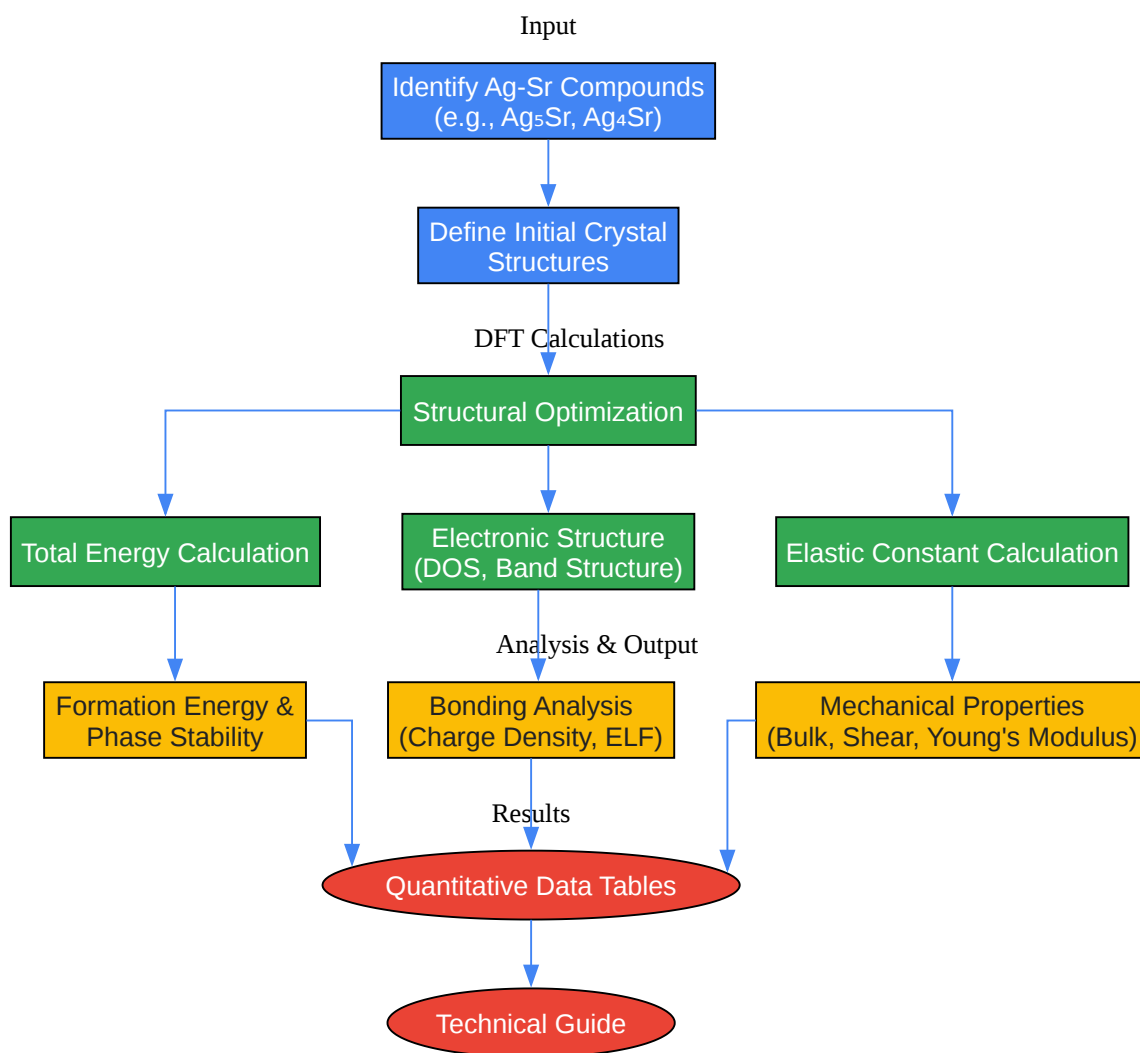 Input
Identify Ag-Sr Compounds
(e.g., Ag₅Sr, Ag₄Sr)
Define Initial Crystal
Structures
DFT Calculations
Structural Optimization
Total Energy Calculation
Electronic Structure
(DOS, Band Structure)
Elastic Constant Calculation
Analysis & Output
Formation Energy &
Phase Stability
Bonding Analysis
(Charge Density, ELF)
Mechanical Properties
(Bulk, Shear, Young's Modulus)
Results
Quantitative Data Tables
Technical Guide